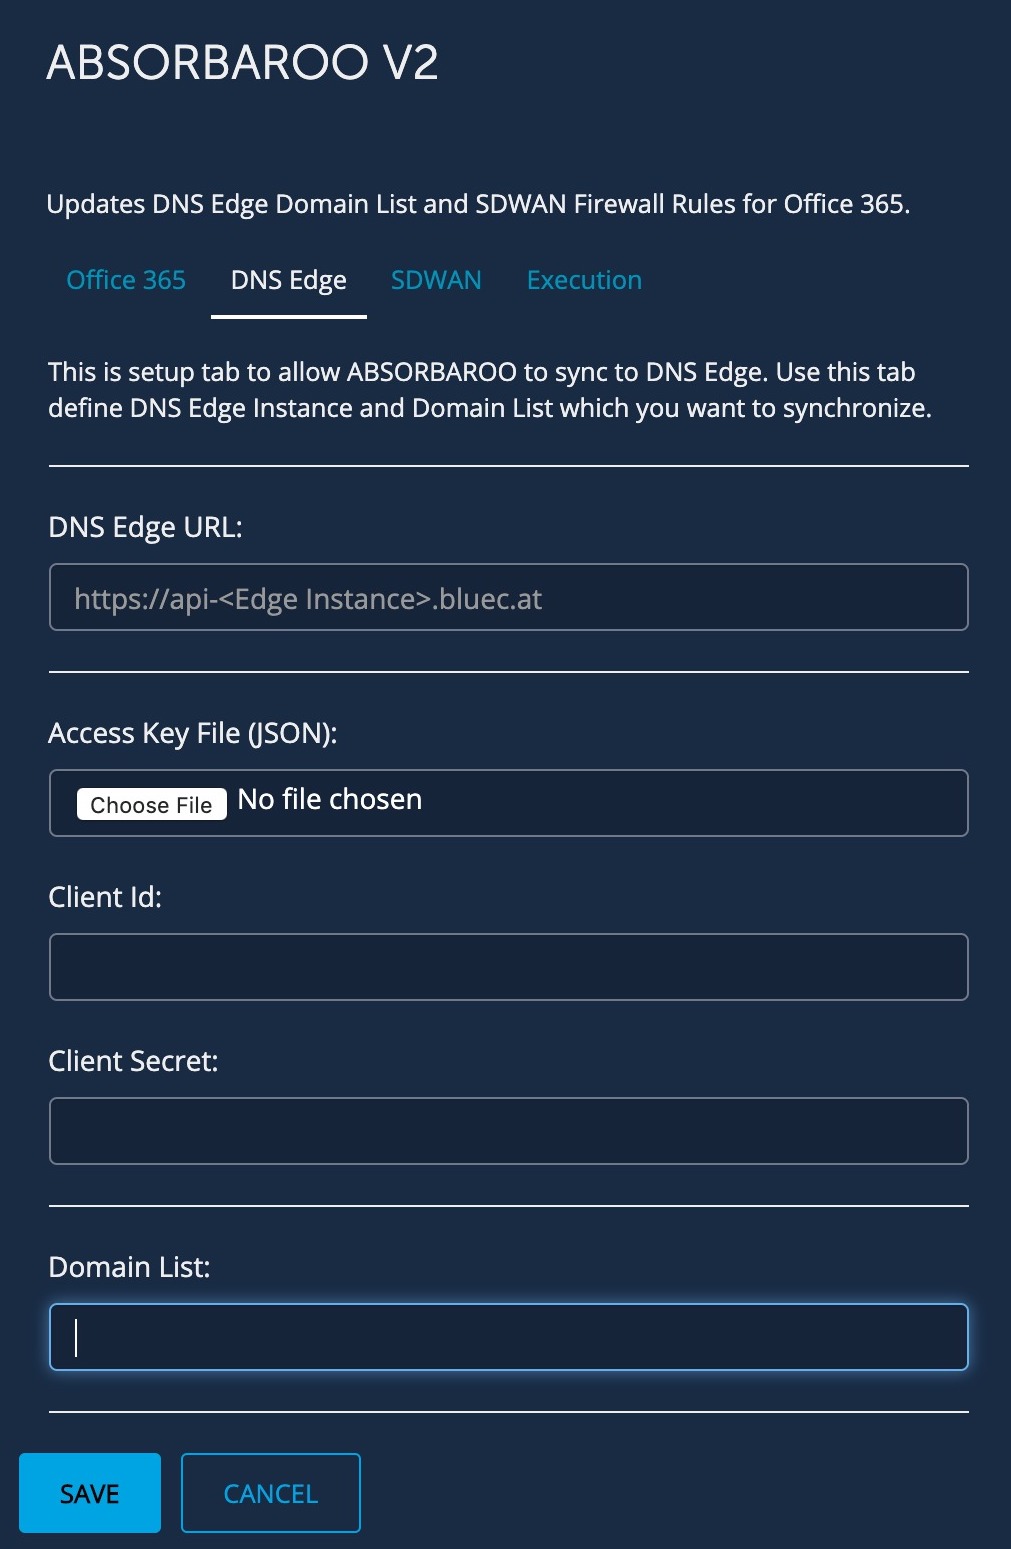 ABSORBAROO V2
Updates DNS Edge Domain List and SDWAN Firewall Rules for Office 365.
Office 365 DNS Edge SDWAN Execution
This is setup tab to allow ABSORBAROO to sync to DNS Edge. Use this tab
define DNS Edge Instance and Domain List which you want to synchronize.
DNS Edge URL:
https://api-<Edge Instance>.bluec.at
Access Key File (JSON):
Choose File No file chosen
Client Id:
Client Secret:
Domain List:
SAVE CANCEL